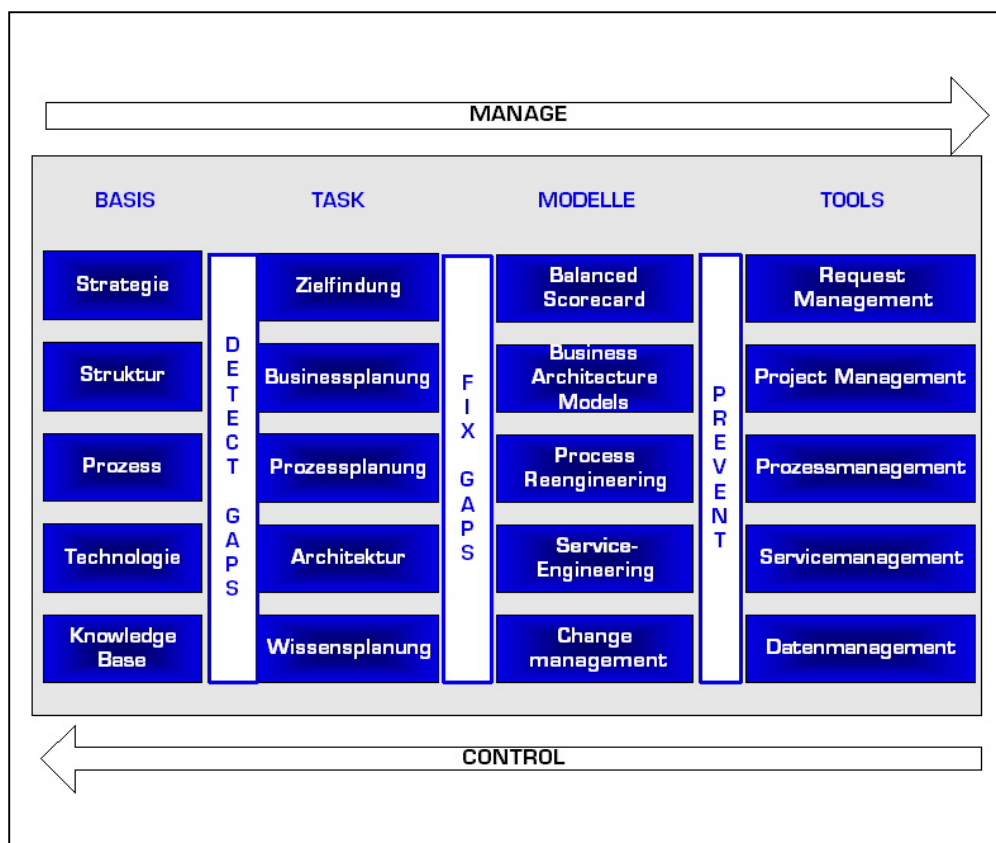 MANAGE
BASIS
TASK
MODELLE
TOOLS
Strategie
Struktur
Prozess
Technologie
Knowledge
Base
DETECT GAPS
Zielfindung
Businessplanung
Prozessplanung
Architektur
Wissensplanung
FIX GAPS
Balanced
Scorecard
Business
Architecture
Models
Process
Reengineering
Service-
Engineering
Change
management
PREVENT
Request
Management
Project Management
Prozessmanagement
Servicemanagement
Datenmanagement
CONTROL